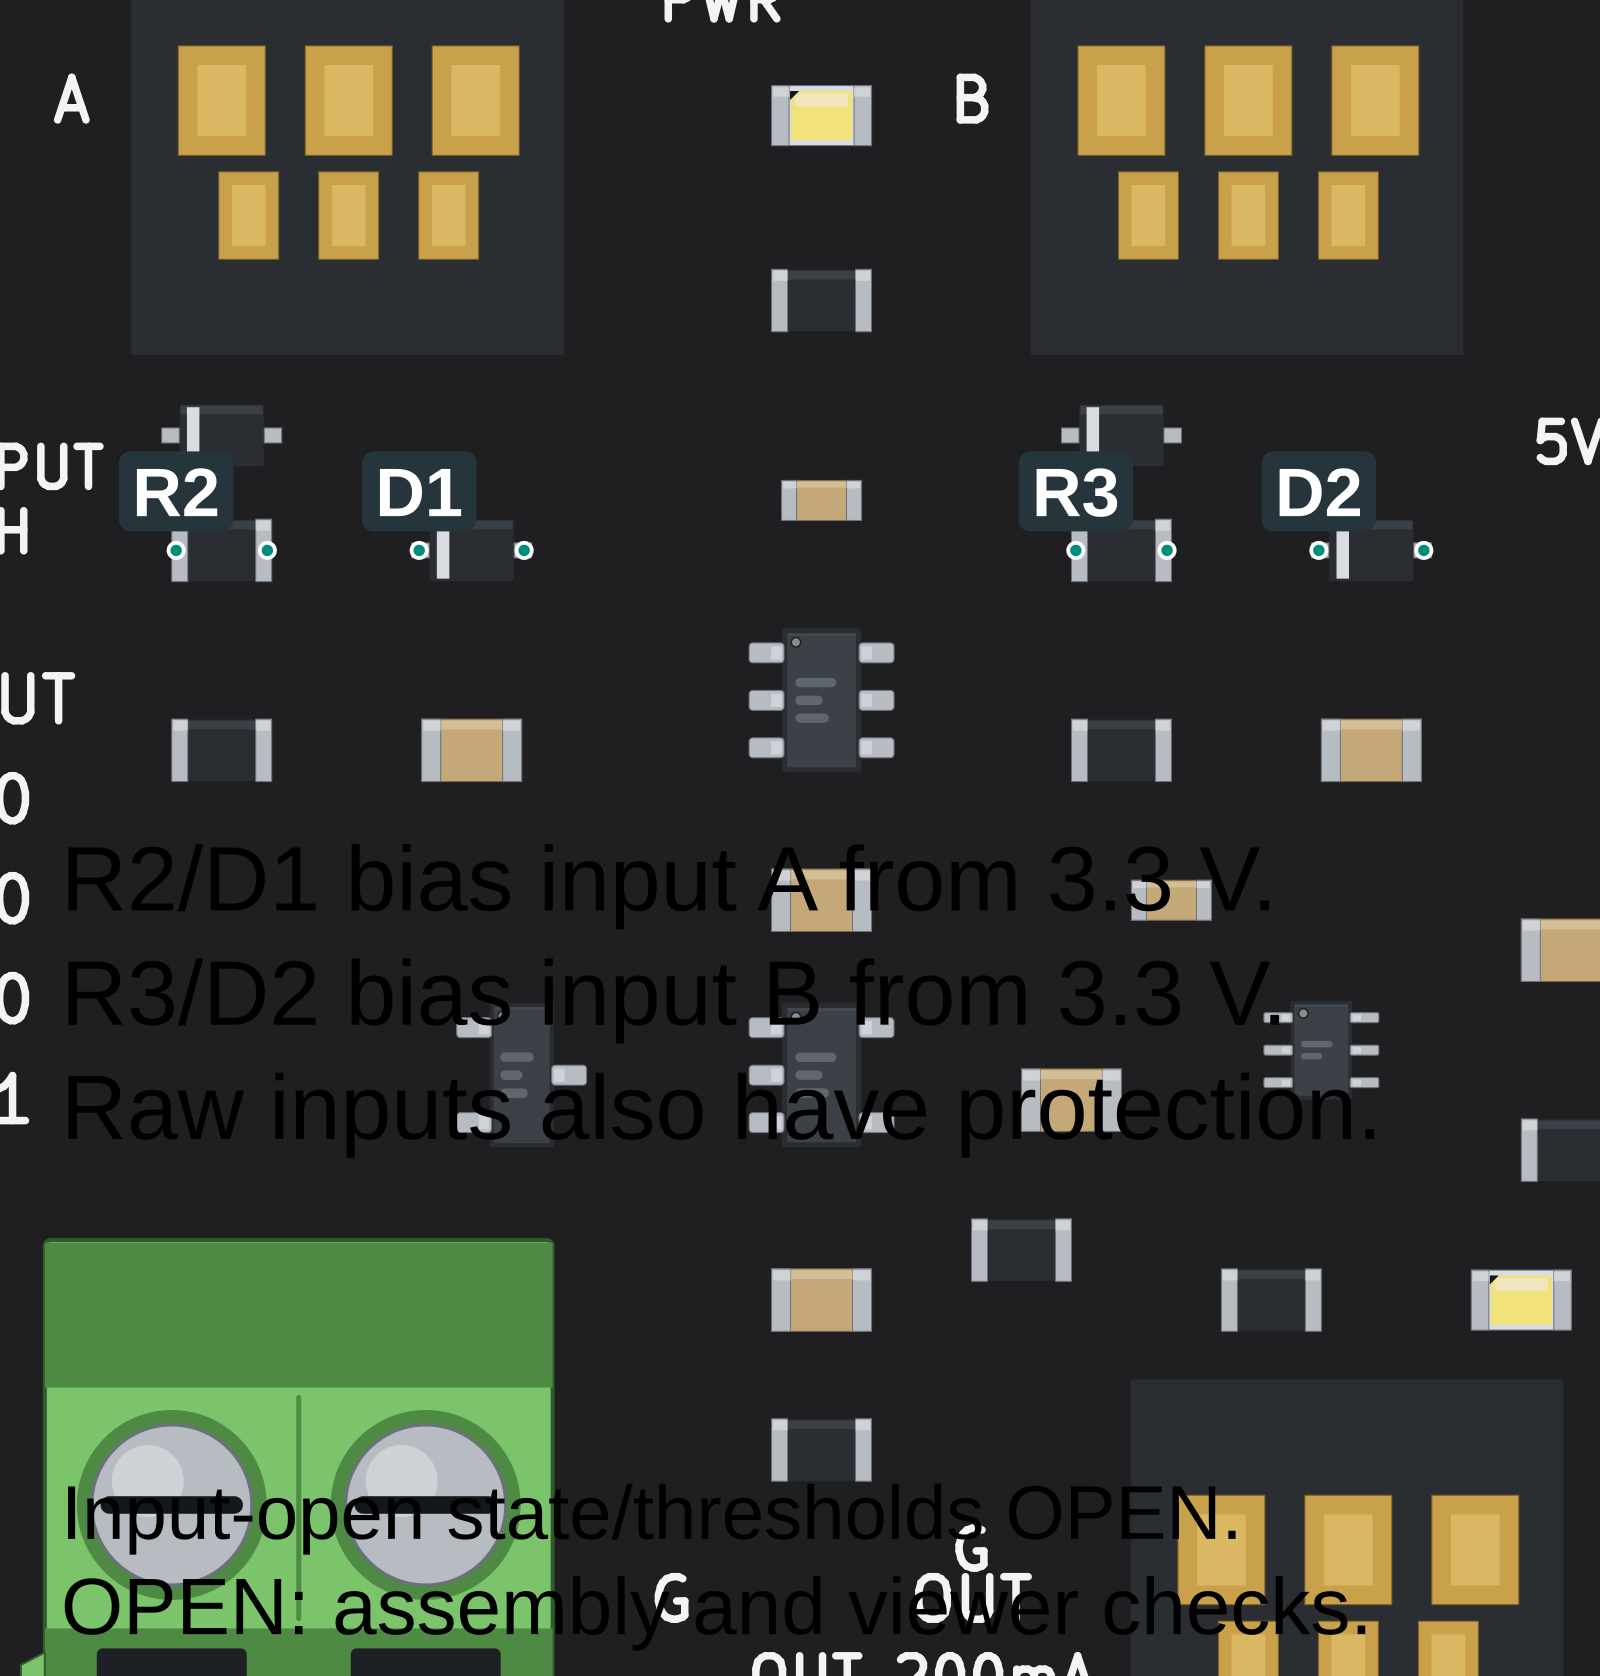 PWR
A
B
PUT
H
5V
R2
D1
R3
D2
UT
0
0
0
1
R2/D1 bias input A from 3.3 V.
R3/D2 bias input B from 3.3 V.
Raw inputs also have protection.
Input-open state/thresholds OPEN.
OPEN: assembly and viewer checks.
G
G
OUT
OUT 200mA